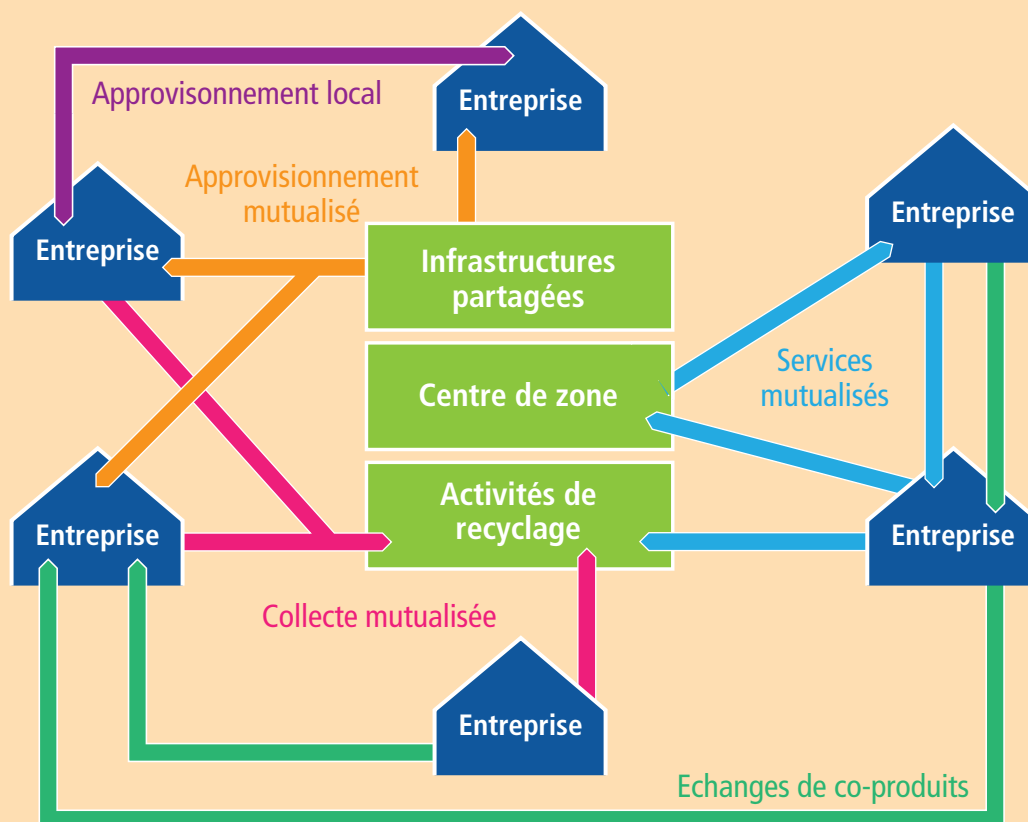 Entreprise
Approvisonnement local
Approvisionnement
mutualisé
Entreprise
Entreprise
Infrastructures
partagées
Centre de zone
Services
mutualisés
Activités de
recyclage
Entreprise
Entreprise
Collecte mutualisée
Entreprise
Echanges de co-produits